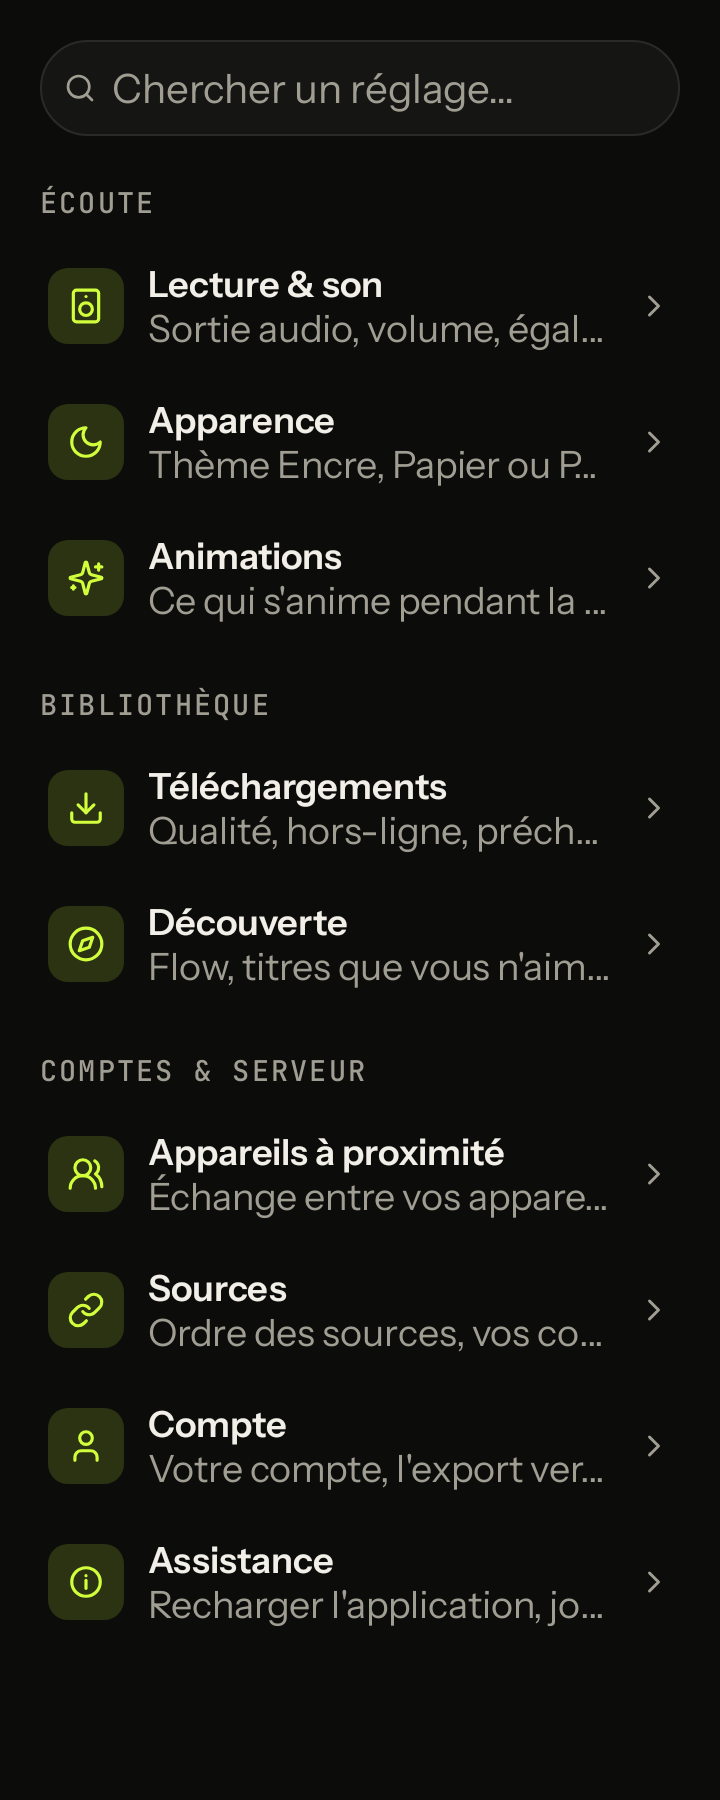 Chercher un réglage...
ÉCOUTE
Lecture & son
Sortie audio, volume, égal...
Apparence
Thème Encre, Papier ou P...
Animations
Ce qui s'anime pendant la ...
BIBLIOTHÈQUE
Téléchargements
Qualité, hors-ligne, préch...
Découverte
Flow, titres que vous n'aim...
COMPTES & SERVEUR
Appareils à proximité
Échange entre vos appare...
Sources
Ordre des sources, vos co...
Compte
Votre compte, l'export ver...
Assistance
Recharger l'application, jo...